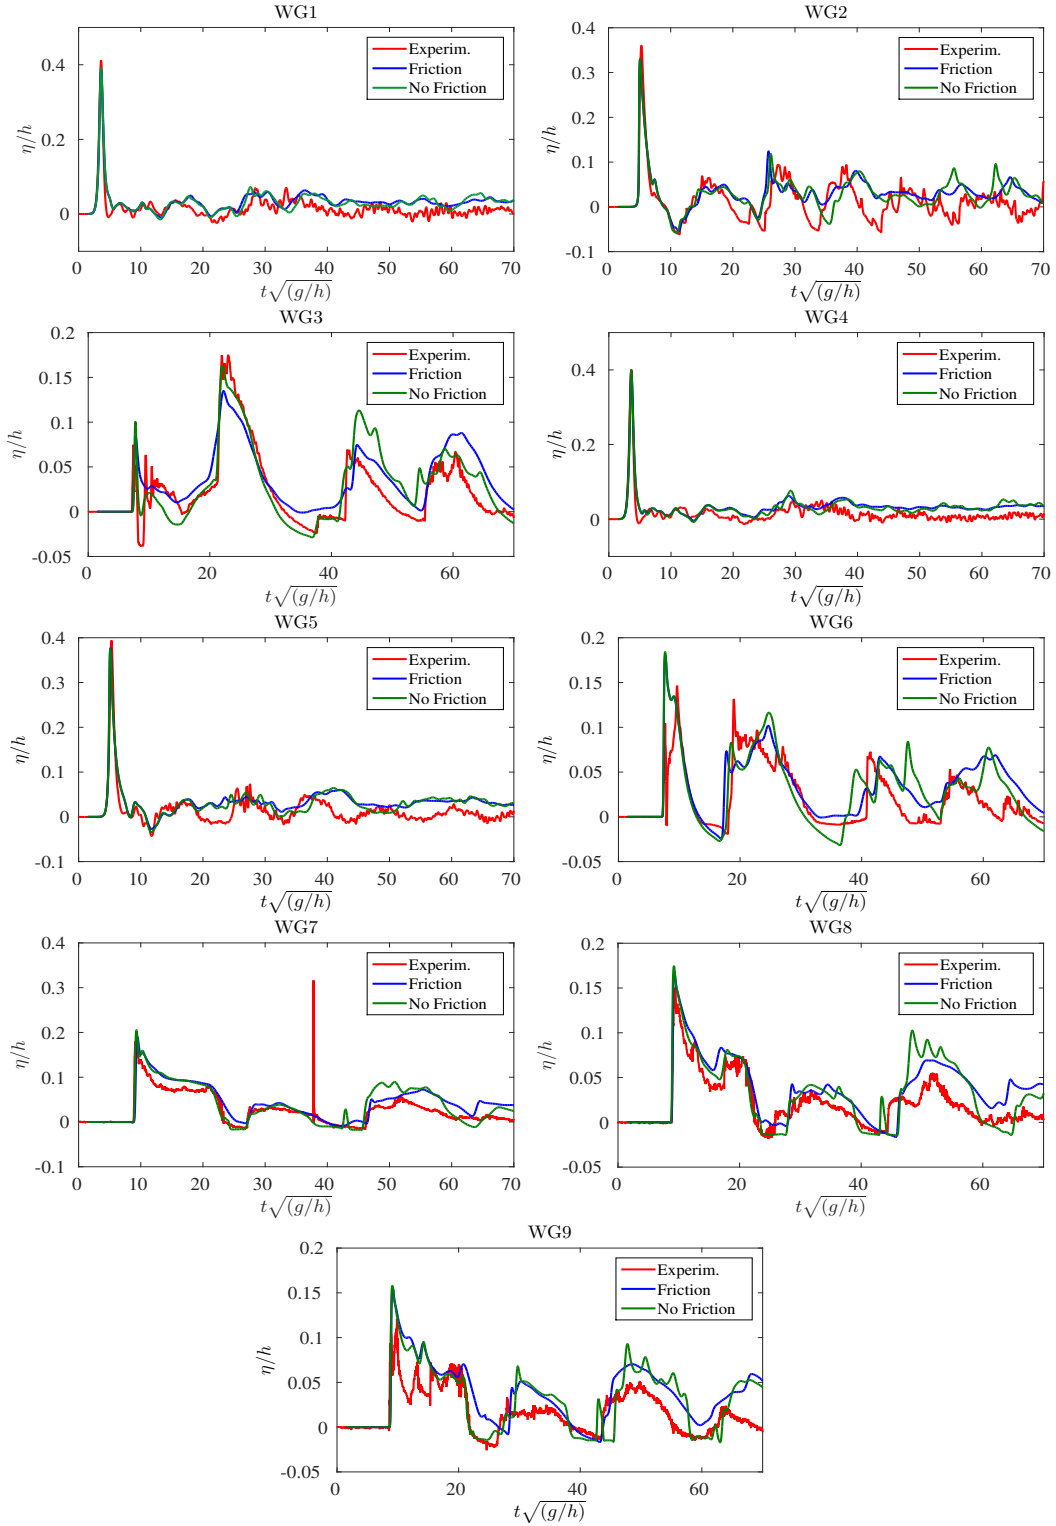 WG1
Experim.
Friction
No Friction
η/h
0.4
0.2
0
0 10 20 30 40 50 60 70
t√(g/h)
WG2
Experim.
Friction
No Friction
η/h
0.4
0.3
0.2
0.1
0
-0.1
0 10 20 30 40 50 60 70
t√(g/h)
WG3
Experim.
Friction
No Friction
η/h
0.2
0.15
0.1
0.05
0
-0.05
0 20 40 60
t√(g/h)
WG4
Experim.
Friction
No Friction
η/h
0.4
0.2
0
0 10 20 30 40 50 60 70
t√(g/h)
WG5
Experim.
Friction
No Friction
η/h
0.4
0.3
0.2
0.1
0
-0.1
0 10 20 30 40 50 60 70
t√(g/h)
WG6
Experim.
Friction
No Friction
η/h
0.2
0.15
0.1
0.05
0
-0.05
0 20 40 60
t√(g/h)
WG7
Experim.
Friction
No Friction
η/h
0.4
0.3
0.2
0.1
0
-0.1
0 10 20 30 40 50 60 70
t√(g/h)
WG8
Experim.
Friction
No Friction
η/h
0.2
0.15
0.1
0.05
0
-0.05
0 20 40 60
t√(g/h)
WG9
Experim.
Friction
No Friction
η/h
0.2
0.15
0.1
0.05
0
-0.05
0 20 40 60
t√(g/h)